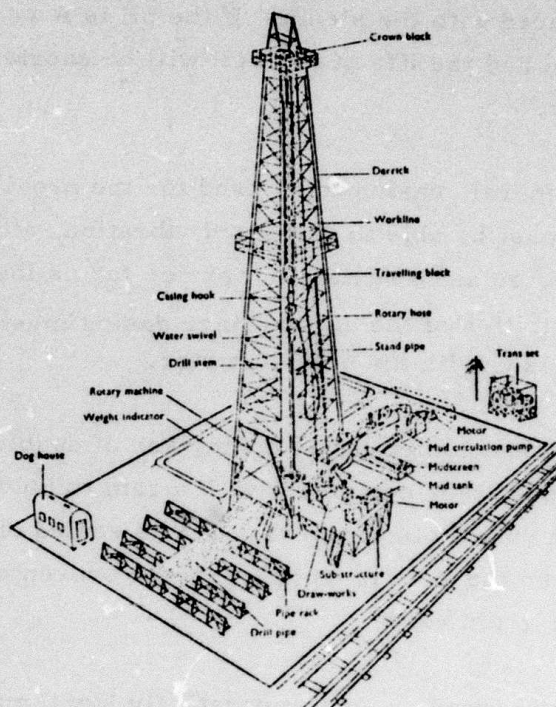 Crown block
Derrick
Workline
Travelling block
Casing hook
Rotary hose
Water swivel
Stand pipe
Drill stem
Trans set
Rotary machine
Weight indicator
Motor
Mud circulation pump
Dog house
Mudscreen
Mud tank
Motor
Sub-structure
Draw-works
Pipe rack
Drill pipe